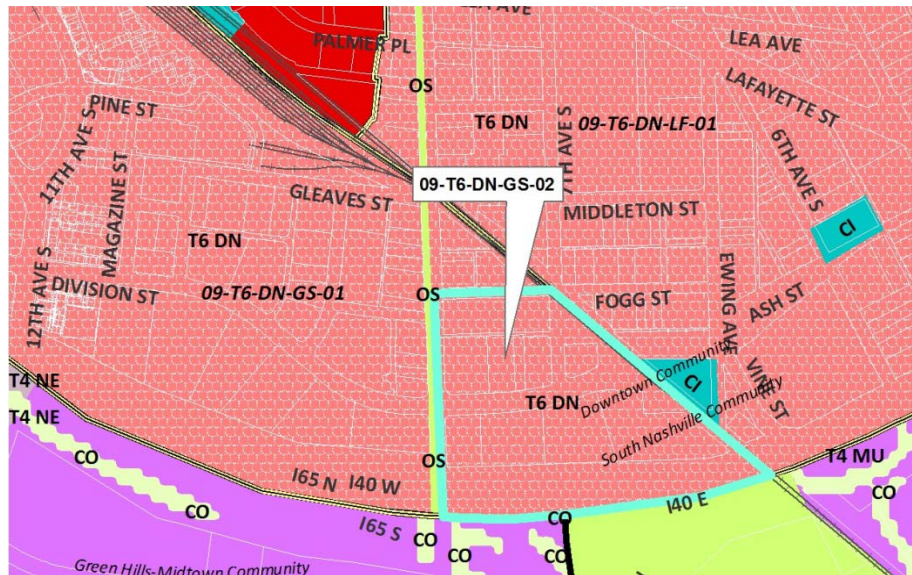 LEA AVE
PALMER PL
LEA AVE
OS
LAFAYETTE ST
PINE ST
T6 DN
09-T6-DN-LF-01
11TH AVE S
7TH AVE S
6TH AVE S
09-T6-DN-GS-02
GLEAVES ST
MIDDLETON ST
MAGAZINE ST
T6 DN
CI
12TH AVE S
DIVISION ST
09-T6-DN-GS-01
OS
FOGG ST
EWING AVE
ASH ST
T4 NE
T4 NE
Downtown Community
CI
VINE ST
T6 DN
South Nashville Community
CO
OS
T4 MU
I65 N I40 W
CO
CO
I65 S
CO
I40 E
CO
CO
CO
Green Hills-Midtown Community